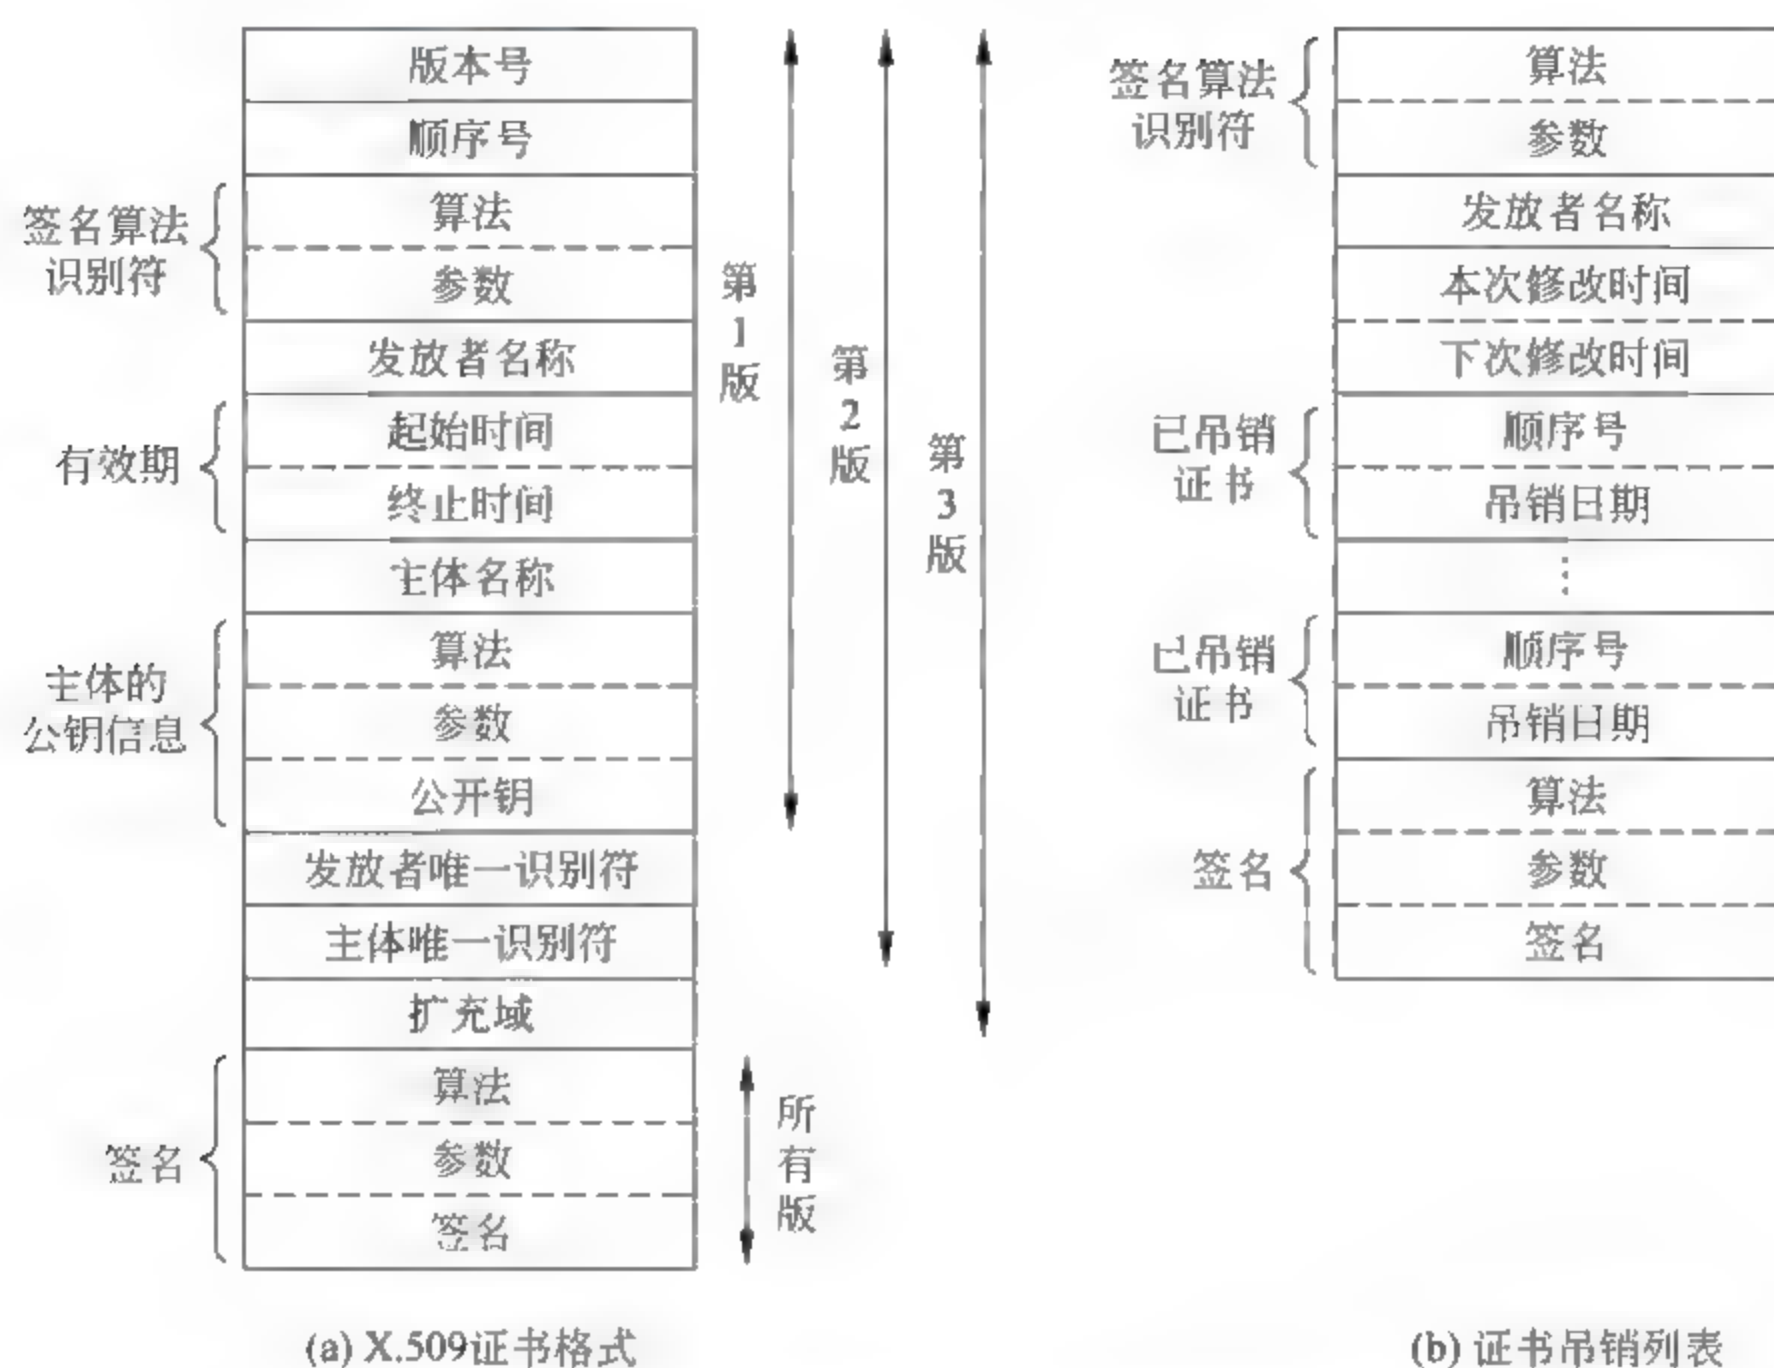 版本号
顺序号
签名算法
识别符
算法
参数
发放者名称
有效期
起始时间
终止时间
主体名称
主体的
公钥信息
算法
参数
公开钥
发放者唯一识别符
主体唯一识别符
扩充域
签名
算法
参数
签名
第1版
第2版
第3版
所有版
(a) X.509证书格式
签名算法
识别符
算法
参数
发放者名称
本次修改时间
下次修改时间
已吊销
证书
顺序号
吊销日期
⋮
已吊销
证书
顺序号
吊销日期
签名
算法
参数
签名
(b) 证书吊销列表